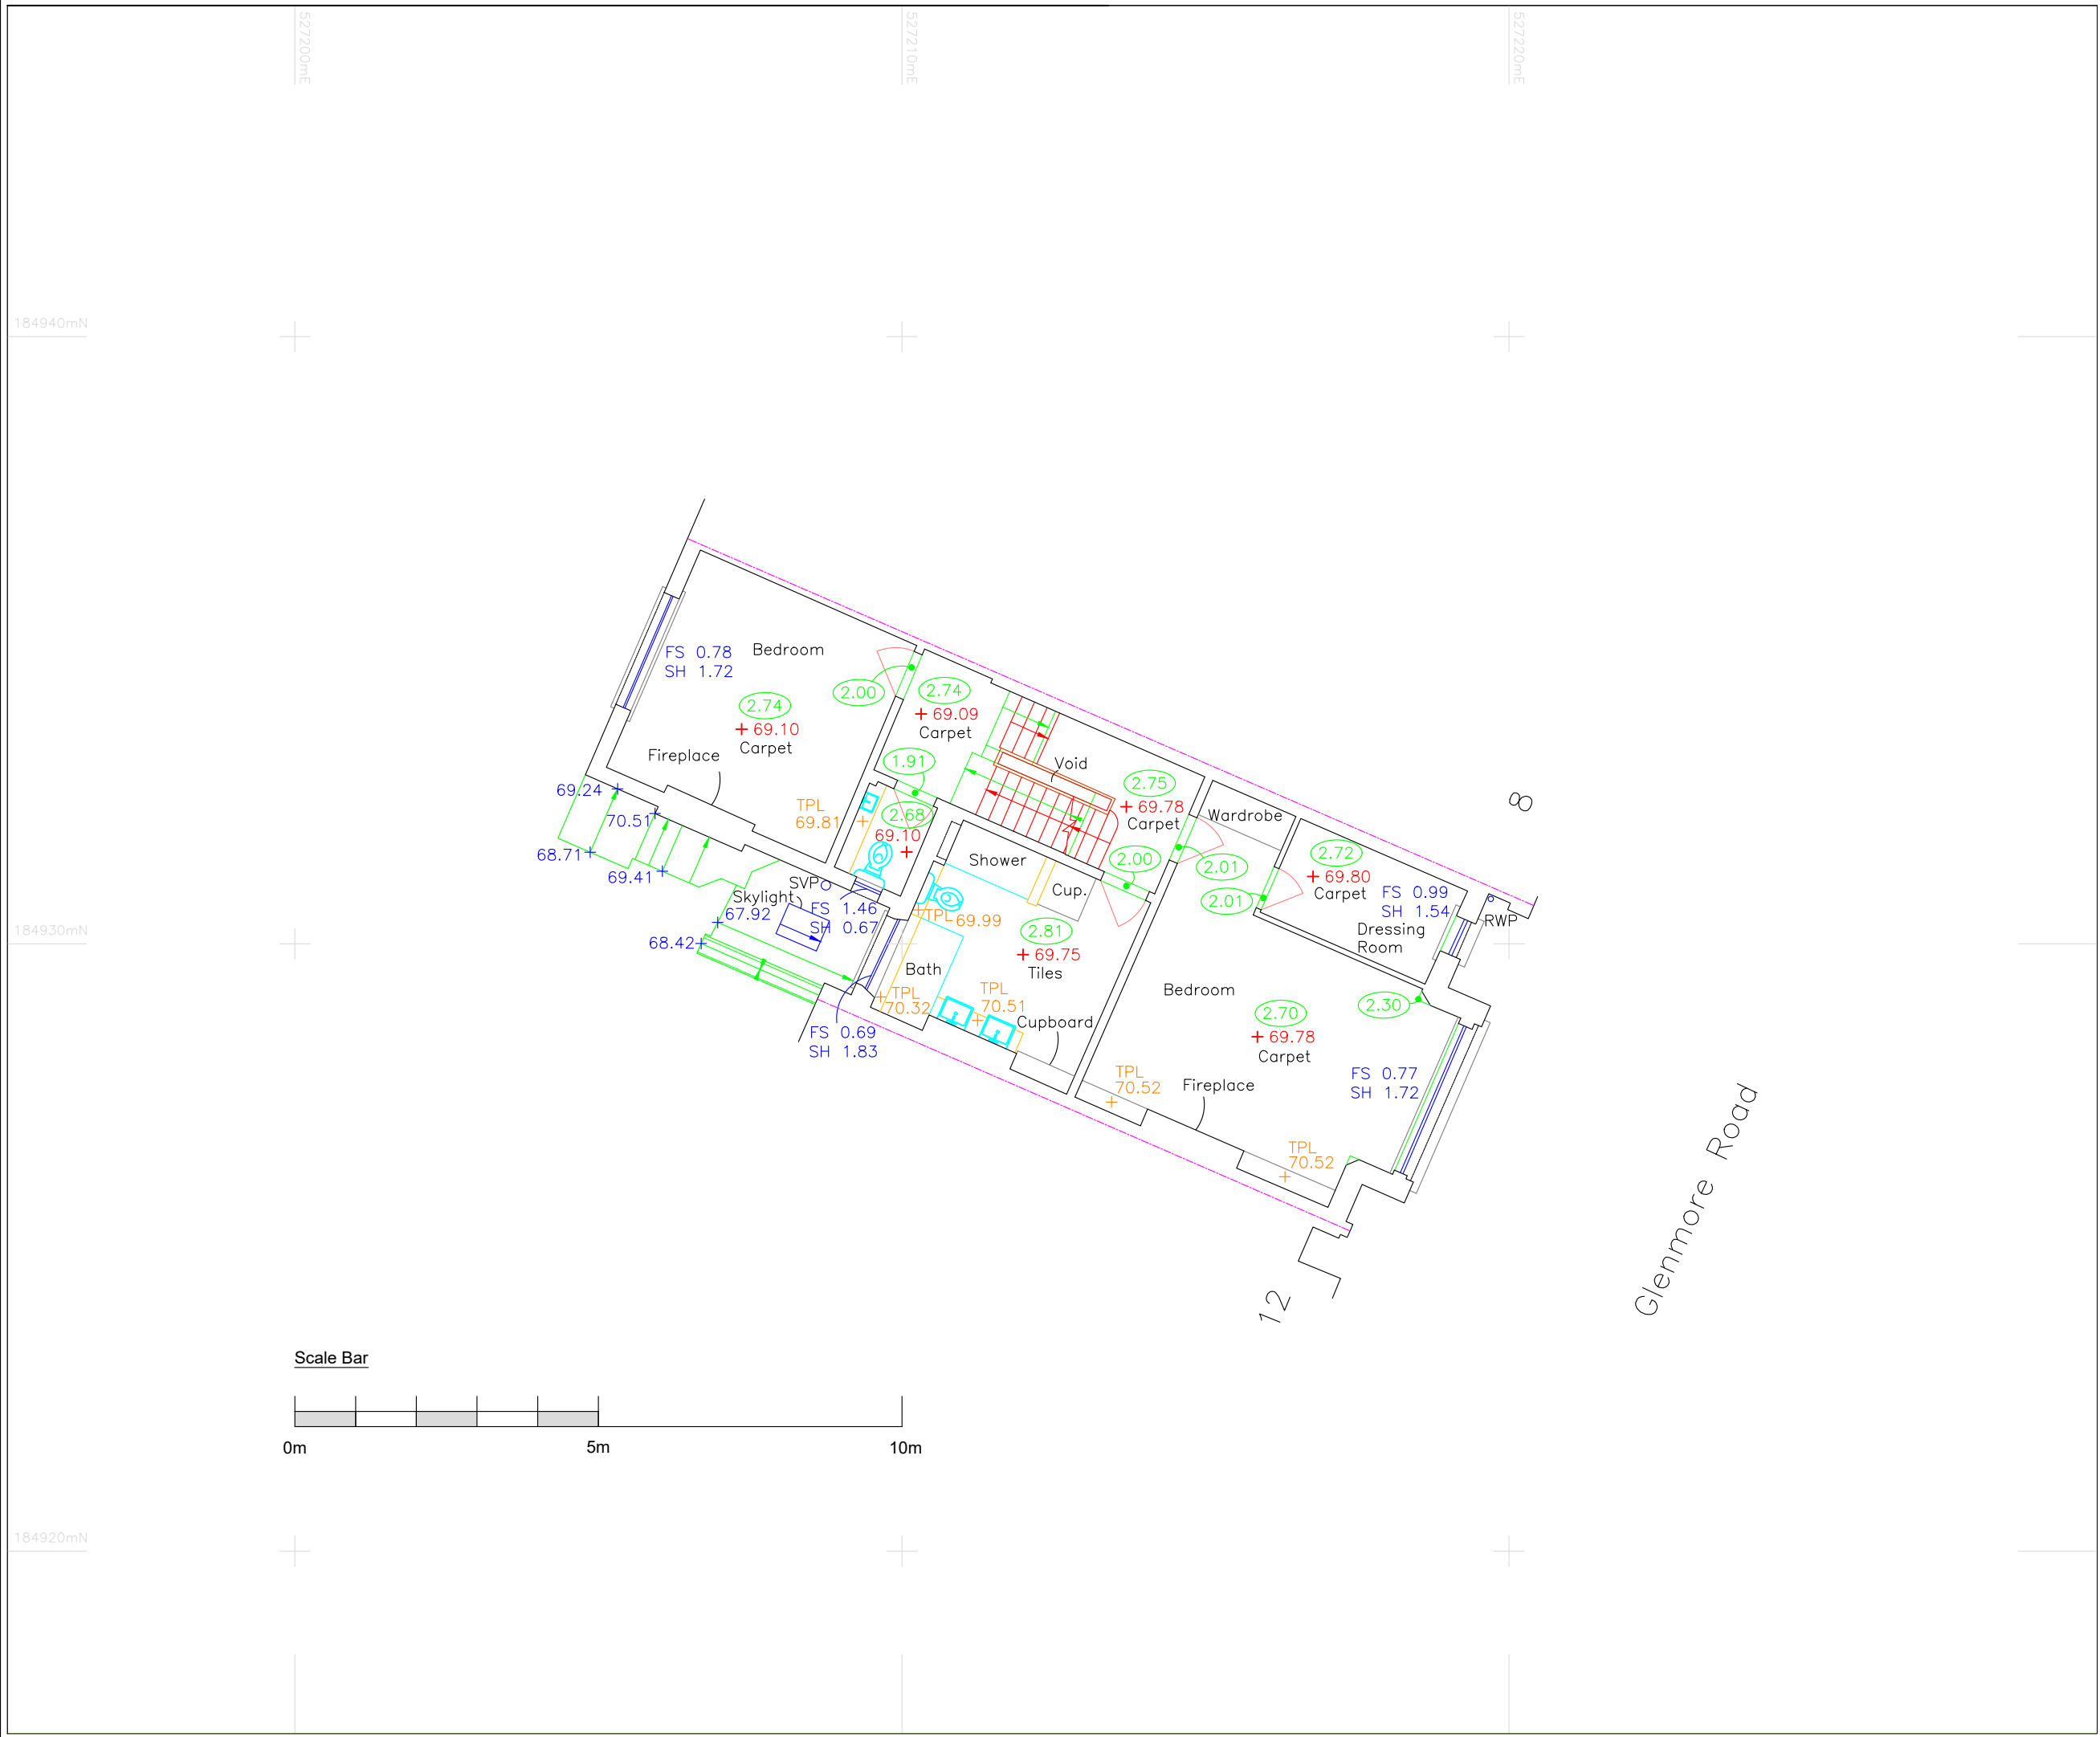 527200mE
527210mE
527220mE
184940mN
Bedroom
FS 0.78
SH 1.72
2.74
+ 69.10
Carpet
Fireplace
2.00
2.74
+ 69.09
Carpet
1.91
Void
2.75
+ 69.78
Carpet
8
69.24
70.51
68.71
69.41
TPL
69.81
2.68
69.10
Shower
Cup.
2.00
Wardrobe
2.01
2.01
2.72
+ 69.80
Carpet
FS 0.99
SH 1.54
Dressing
Room
RWP
SVP
Skylight
67.92
68.42
FS 1.46
SH 0.67
TPL 69.99
184930mN
2.81
+ 69.75
Tiles
Bath
TPL
70.32
TPL
70.51
Cupboard
FS 0.69
SH 1.83
Bedroom
2.70
+ 69.78
Carpet
2.30
FS 0.77
SH 1.72
TPL
70.52
Fireplace
TPL
70.52
12
Glenmore Road
Scale Bar
0m
5m
10m
184920mN